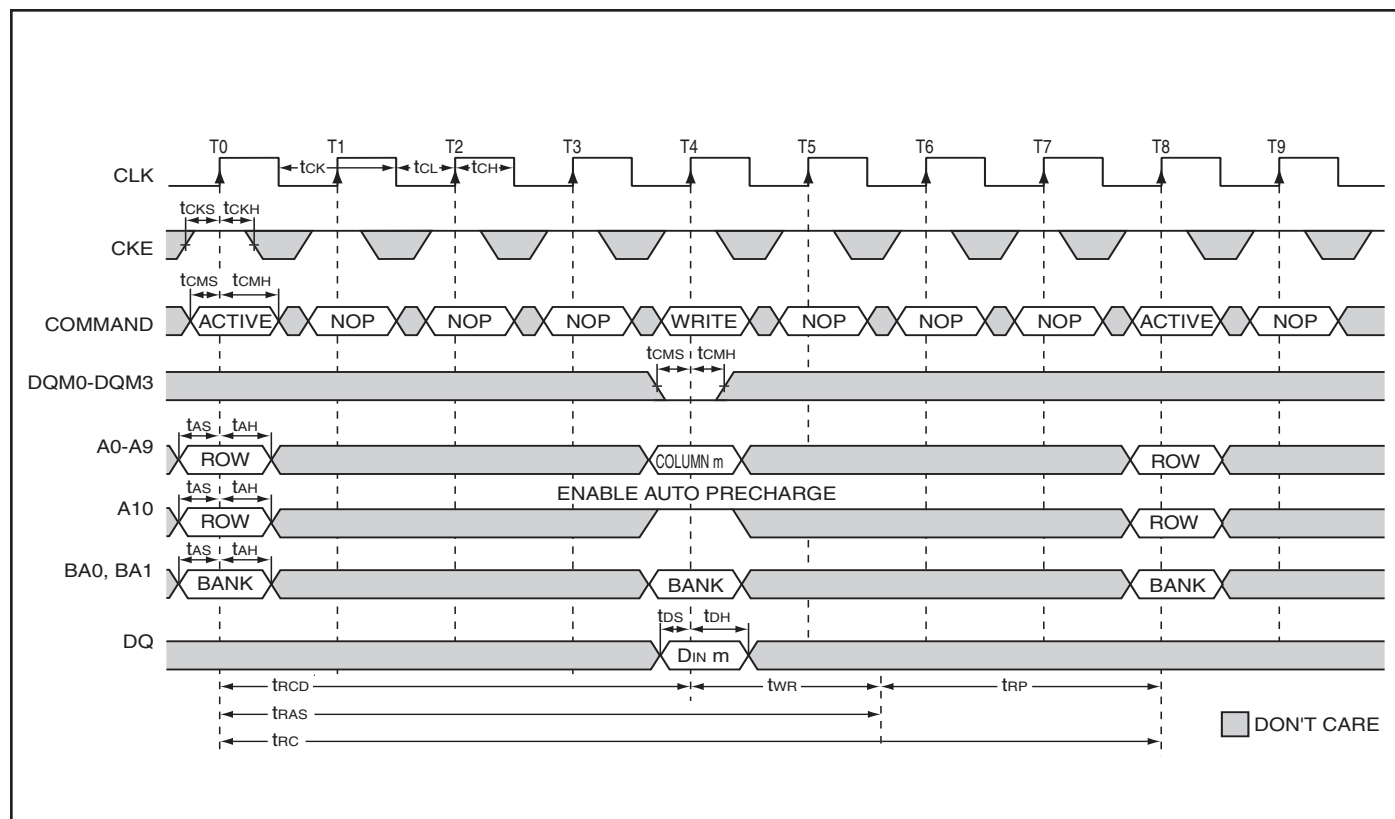 T0 T1 T2 T3 T4 T5 T6 T7 T8 T9
CLK tCK tCL tCH
tCKS tCKH
CKE
tCMS tCMH
COMMAND ACTIVE NOP NOP NOP WRITE NOP NOP NOP ACTIVE NOP
tCMS tCMH
DQM0-DQM3
tAS tAH
A0-A9 ROW COLUMN m ROW
tAS tAH ENABLE AUTO PRECHARGE
A10 ROW ROW
tAS tAH
BA0, BA1 BANK BANK BANK
tDS tDH
DQ DIN m
tRCD tWR tRP
tRAS
tRC
DON'T CARE